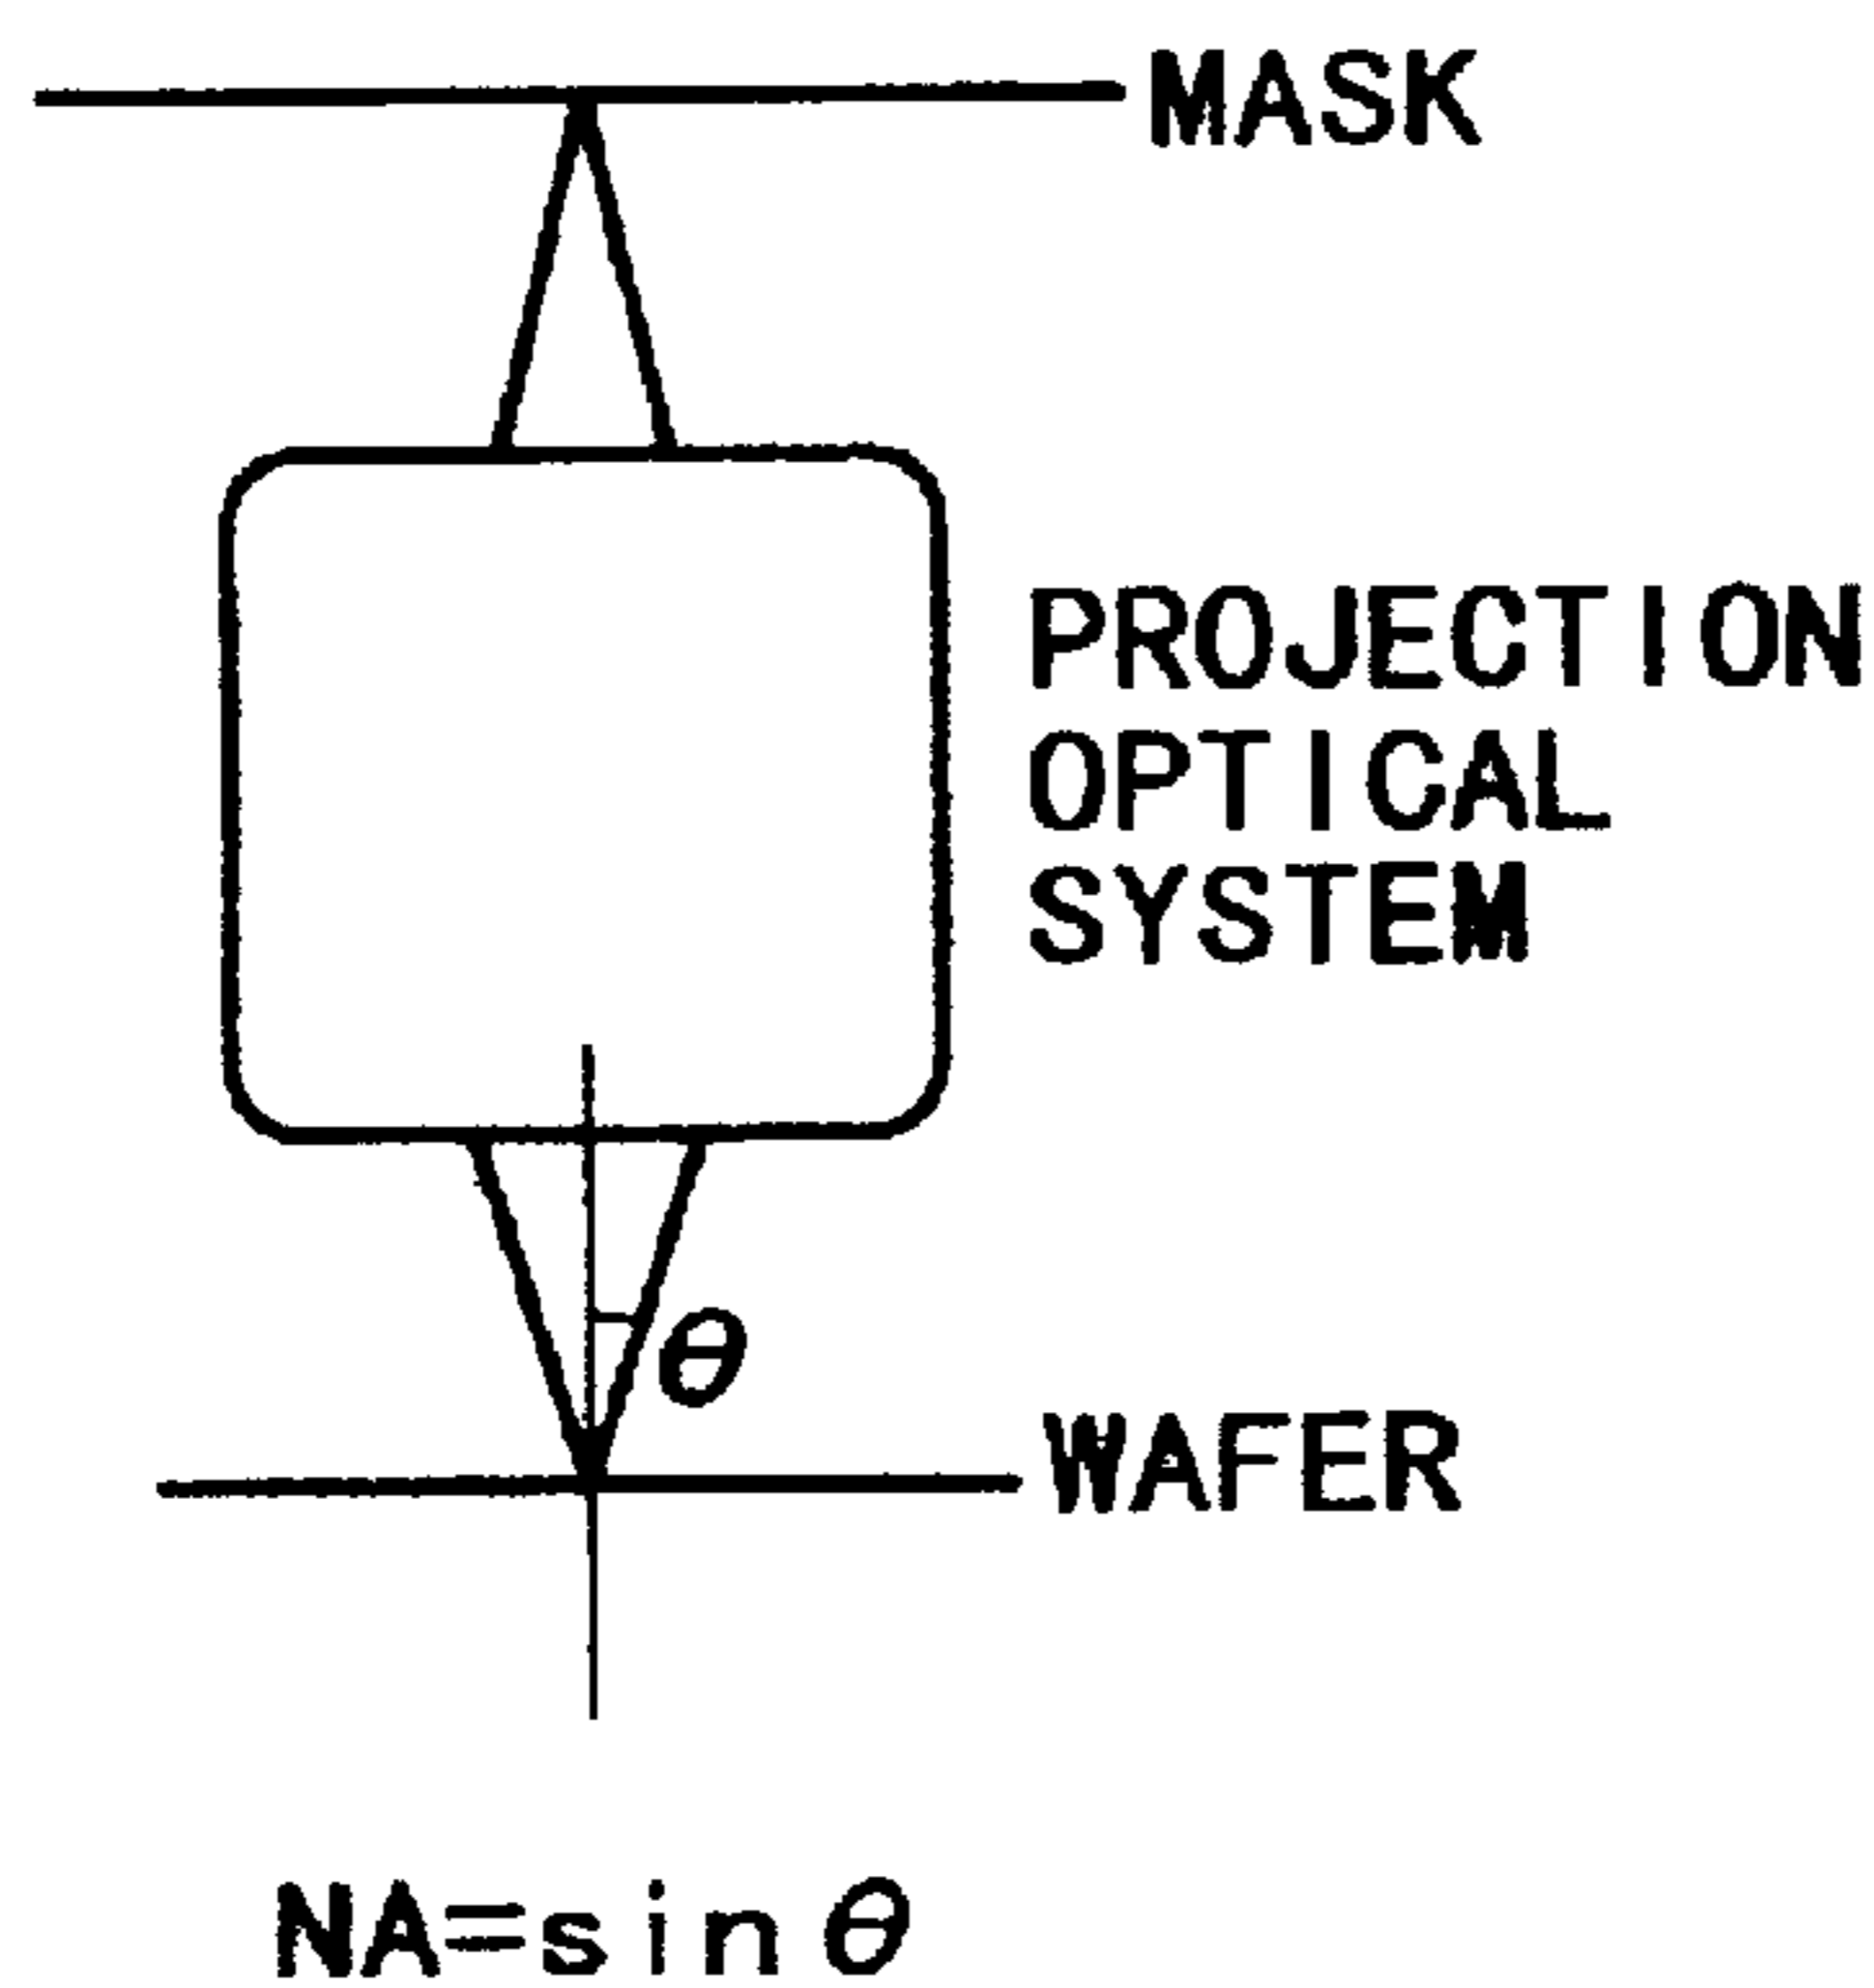 MASK
PROJECTION
OPTICAL
SYSTEM
θ
WAFER
NA=sinθ